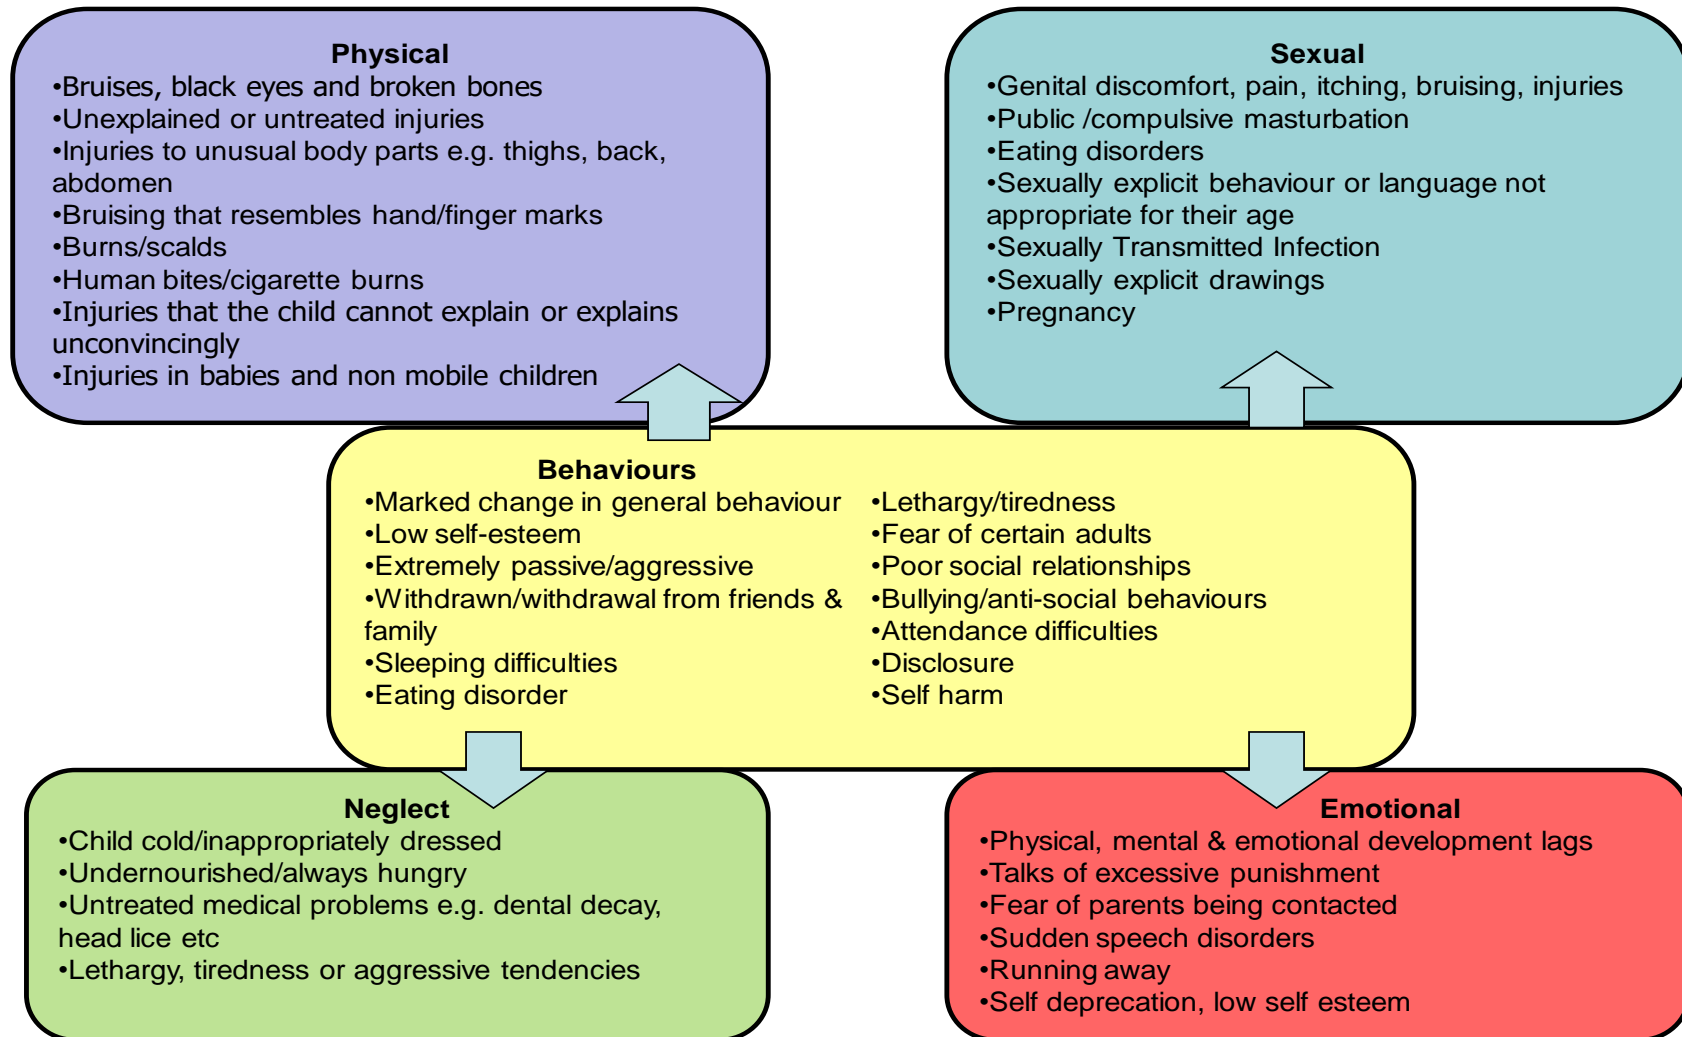 Physical
•Bruises, black eyes and broken bones
•Unexplained or untreated injuries
•Injuries to unusual body parts e.g. thighs, back,
abdomen
•Bruising that resembles hand/finger marks
•Burns/scalds
•Human bites/cigarette burns
•Injuries that the child cannot explain or explains
unconvincingly
•Injuries in babies and non mobile children
Sexual
•Genital discomfort, pain, itching, bruising, injuries
•Public /compulsive masturbation
•Eating disorders
•Sexually explicit behaviour or language not
appropriate for their age
•Sexually Transmitted Infection
•Sexually explicit drawings
•Pregnancy
Behaviours
•Marked change in general behaviour
•Low self-esteem
•Extremely passive/aggressive
•Withdrawn/withdrawal from friends &
family
•Sleeping difficulties
•Eating disorder
•Lethargy/tiredness
•Fear of certain adults
•Poor social relationships
•Bullying/anti-social behaviours
•Attendance difficulties
•Disclosure
•Self harm
Neglect
•Child cold/inappropriately dressed
•Undernourished/always hungry
•Untreated medical problems e.g. dental decay,
head lice etc
•Lethargy, tiredness or aggressive tendencies
Emotional
•Physical, mental & emotional development lags
•Talks of excessive punishment
•Fear of parents being contacted
•Sudden speech disorders
•Running away
•Self deprecation, low self esteem